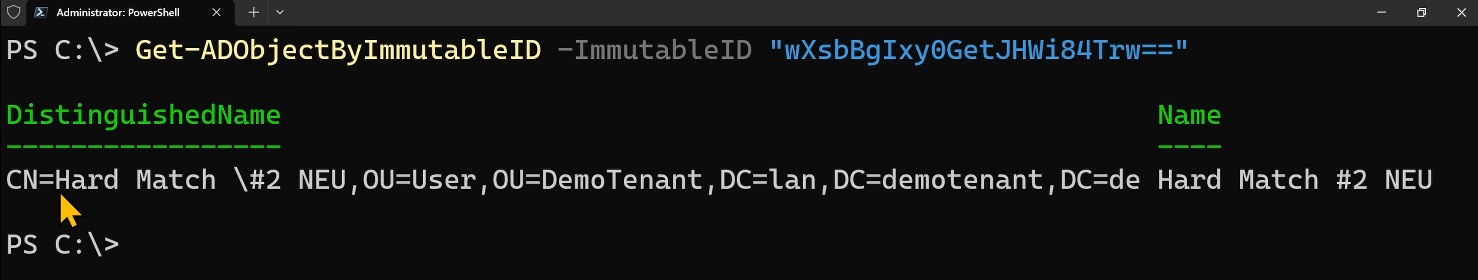 Administrator: PowerShell
PS C:\> Get-ADObjectByImmutableID -ImmutableID "wXsbBgIxy0GetJHWi84Trw=="
DistinguishedName Name
----------------- ----
CN=Hard Match \#2 NEU,OU=User,OU=DemoTenant,DC=lan,DC=demotenant,DC=de Hard Match #2 NEU
PS C:\>